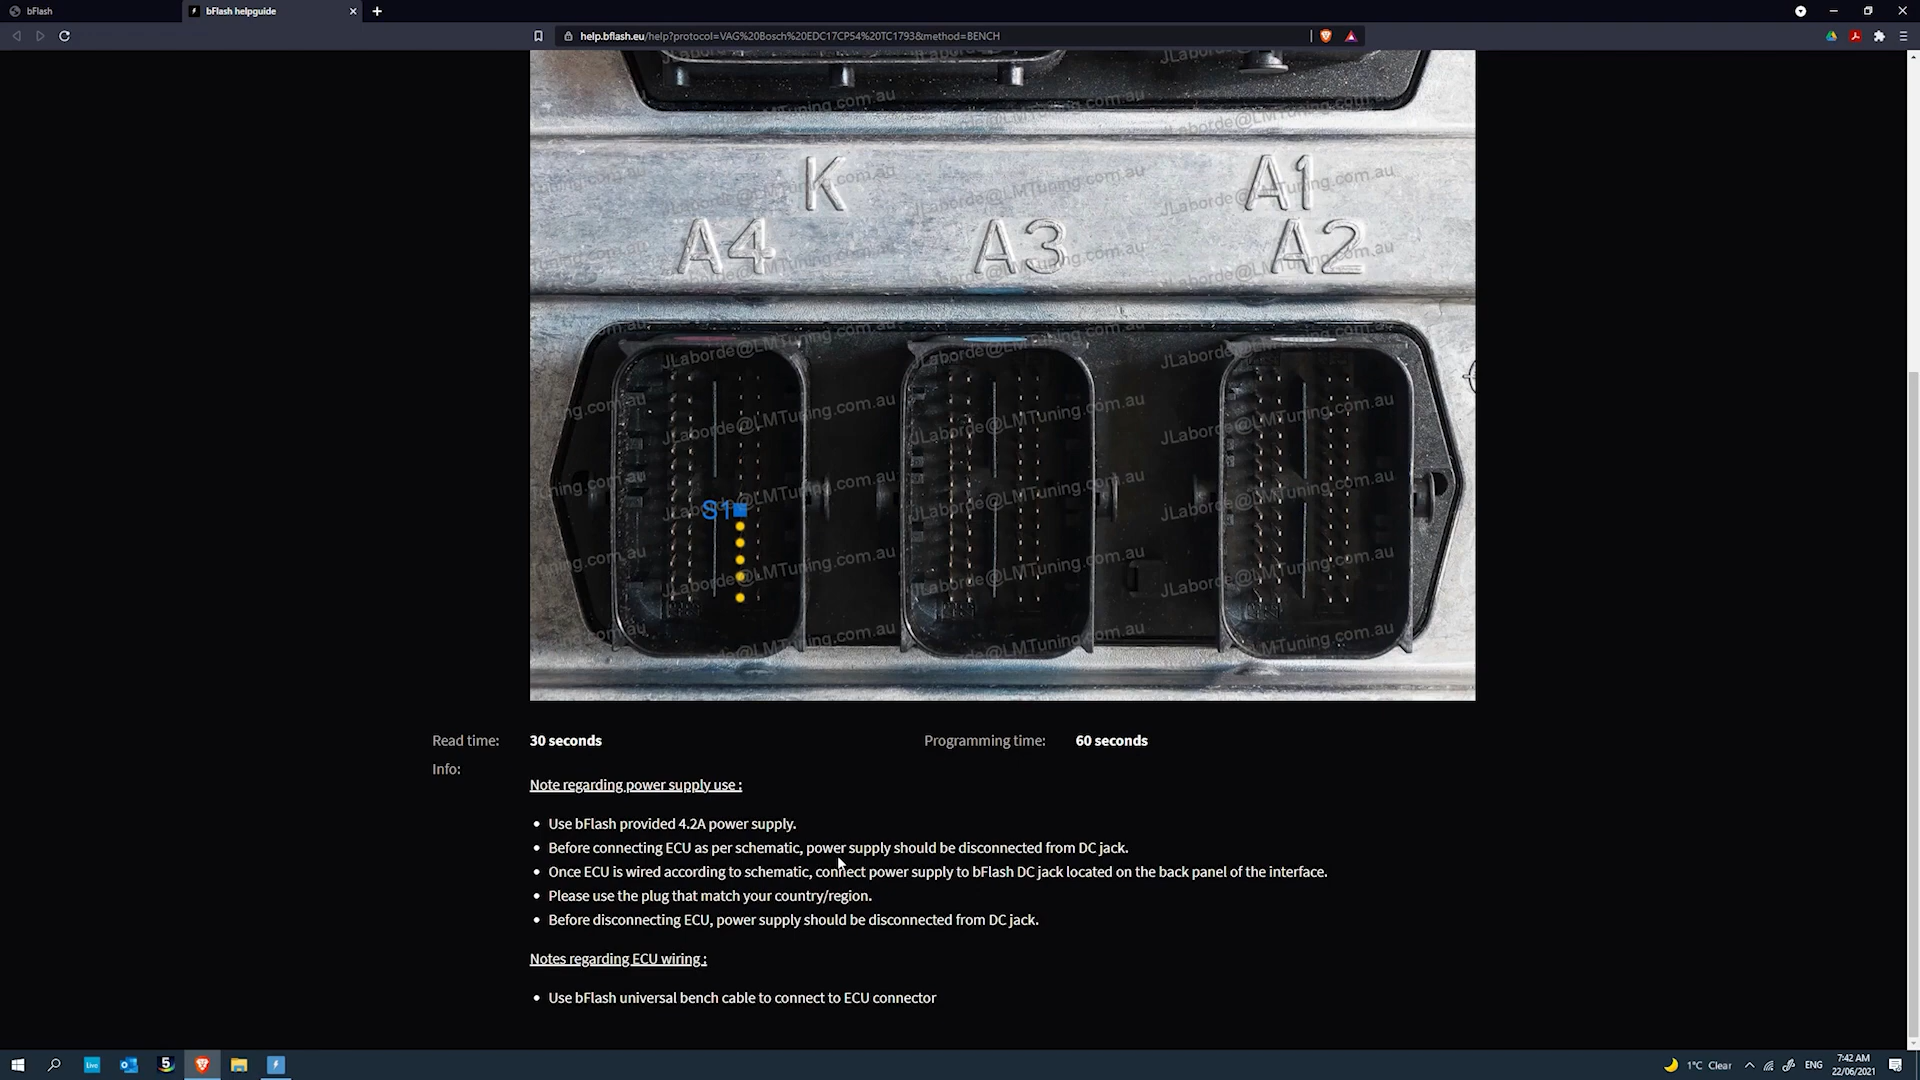 bFlash
bFlash helpguide
help.bflash.eu/help?protocol=VAG%20Bosch%20EDC17CP54%20TC1793&method=BENCH
JLaborde@LMTuning.com.au
K
A1
A4
A3
A2
S1
Read time:
30 seconds
Programming time:
60 seconds
Info:
Note regarding power supply use :
Use bFlash provided 4.2A power supply.
Before connecting ECU as per schematic, power supply should be disconnected from DC jack.
Once ECU is wired according to schematic, connect power supply to bFlash DC jack located on the back panel of the interface.
Please use the plug that match your country/region.
Before disconnecting ECU, power supply should be disconnected from DC jack.
Notes regarding ECU wiring :
Use bFlash universal bench cable to connect to ECU connector
Live
5
1°C Clear
ENG
7:42 AM
22/06/2021